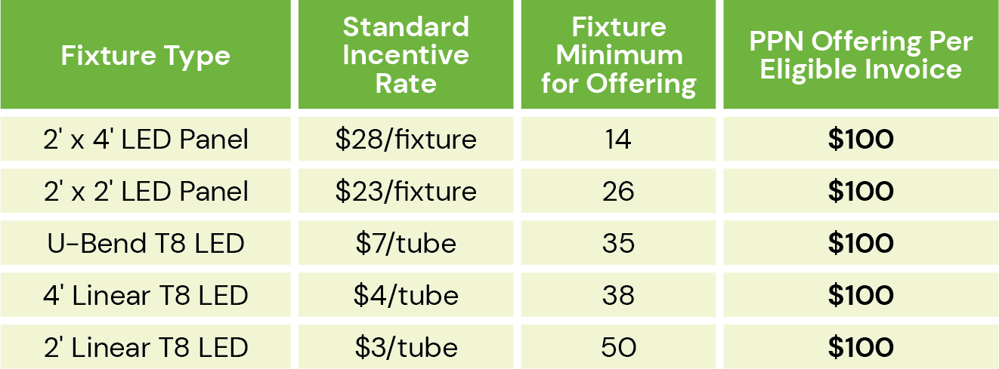 Fixture Type
Standard
Incentive
Rate
Fixture
Minimum
for Offering
PPN Offering Per
Eligible Invoice
2' x 4' LED Panel
$28/fixture
14
$100
2' x 2' LED Panel
$23/fixture
26
$100
U-Bend T8 LED
$7/tube
35
$100
4' Linear T8 LED
$4/tube
38
$100
2' Linear T8 LED
$3/tube
50
$100